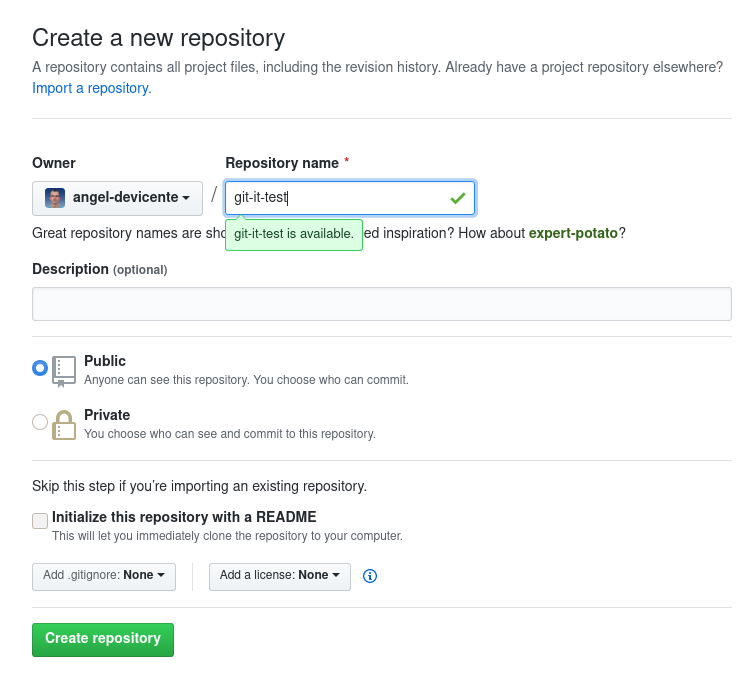 Create a new repository
A repository contains all project files, including the revision history. Already have a project repository elsewhere?
Import a repository.
Owner
Repository name *
angel-devicente
/
git-it-test
Great repository names are sho
git-it-test is available.
ed inspiration? How about expert-potato?
Description (optional)
Public
Anyone can see this repository. You choose who can commit.
Private
You choose who can see and commit to this repository.
Skip this step if you’re importing an existing repository.
Initialize this repository with a README
This will let you immediately clone the repository to your computer.
Add .gitignore: None
Add a license: None
Create repository